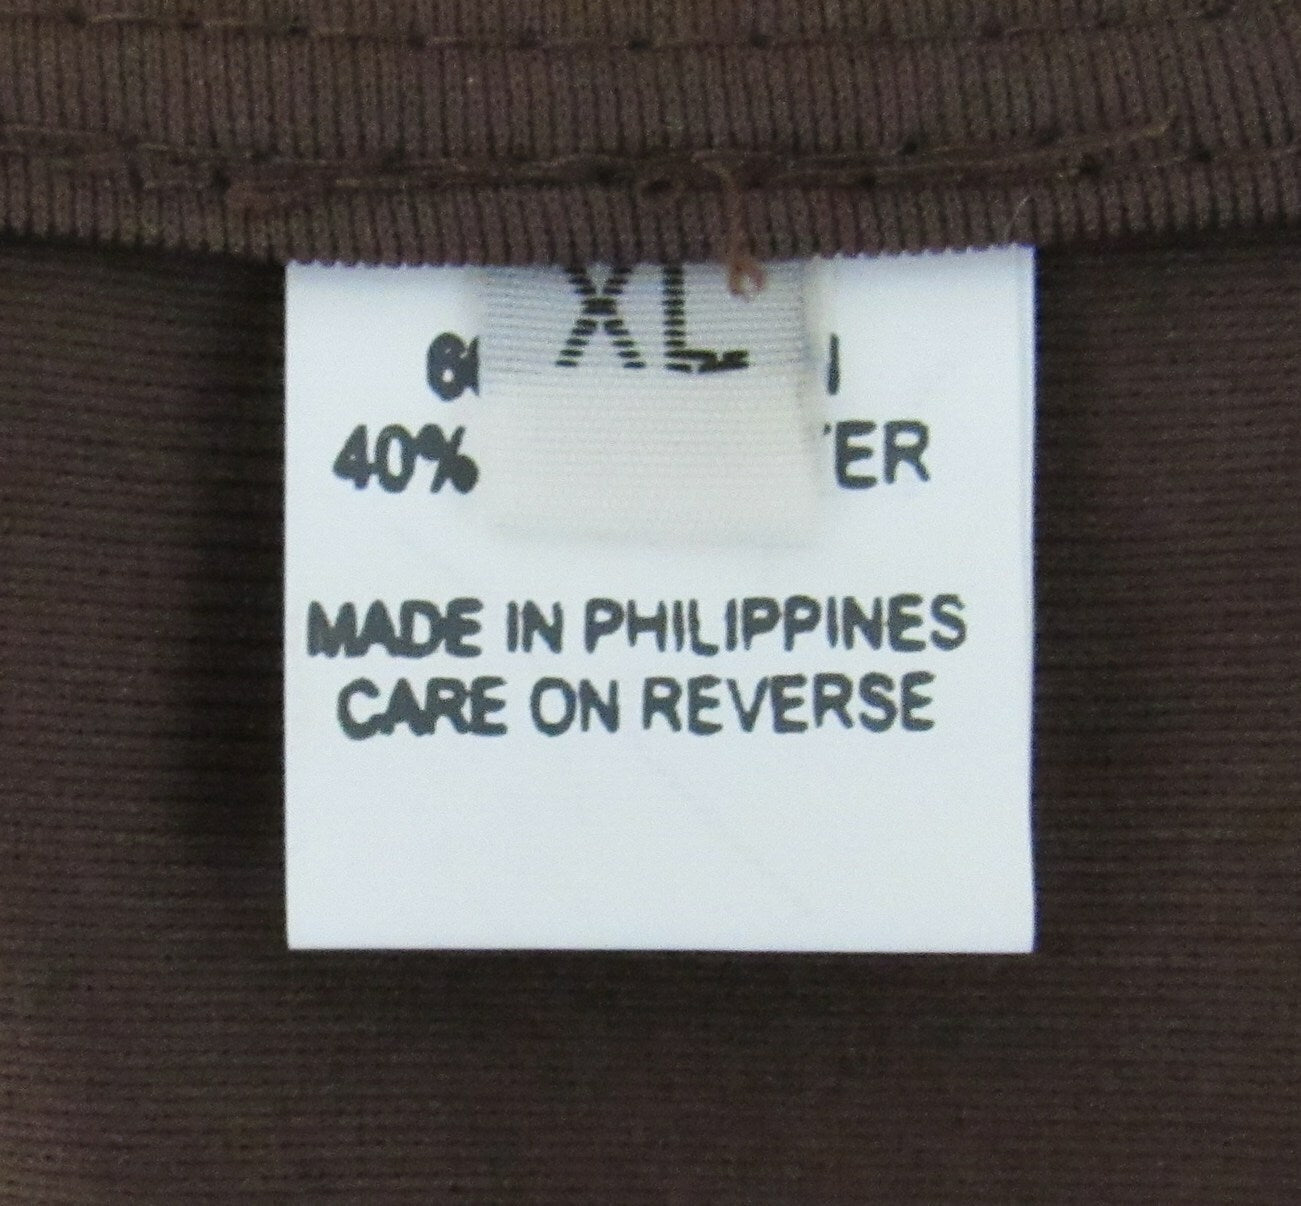 XL
40%
MADE IN PHILIPPINES
CARE ON REVERSE